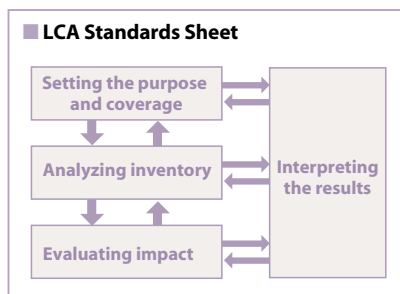 LCA Standards Sheet
Setting the purpose
and coverage
Analyzing inventory
Evaluating impact
Interpreting
the results